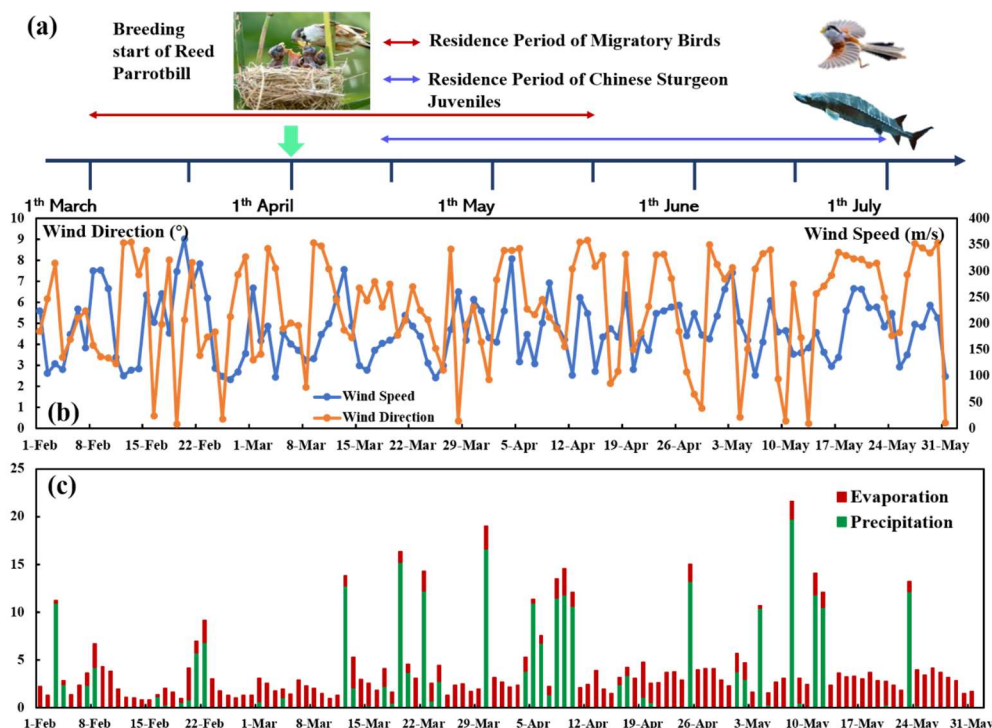 (a)
Breeding
start of Reed
Parrotbill
Residence Period of Migratory Birds
Residence Period of Chinese Sturgeon
Juveniles
1th March 1th April 1th May 1th June 1th July
Wind Direction (°) Wind Speed (m/s)
10
9
8
7
6
5
4
3
2
1
0
400
350
300
250
200
150
100
50
0
(b)
Wind Speed
Wind Direction
1-Feb 8-Feb 15-Feb 22-Feb 1-Mar 8-Mar 15-Mar 22-Mar 29-Mar 5-Apr 12-Apr 19-Apr 26-Apr 3-May 10-May 17-May 24-May 31-May
(c)
Evaporation
Precipitation
25
20
15
10
5
0
1-Feb 8-Feb 15-Feb 22-Feb 1-Mar 8-Mar 15-Mar 22-Mar 29-Mar 5-Apr 12-Apr 19-Apr 26-Apr 3-May 10-May 17-May 24-May 31-May